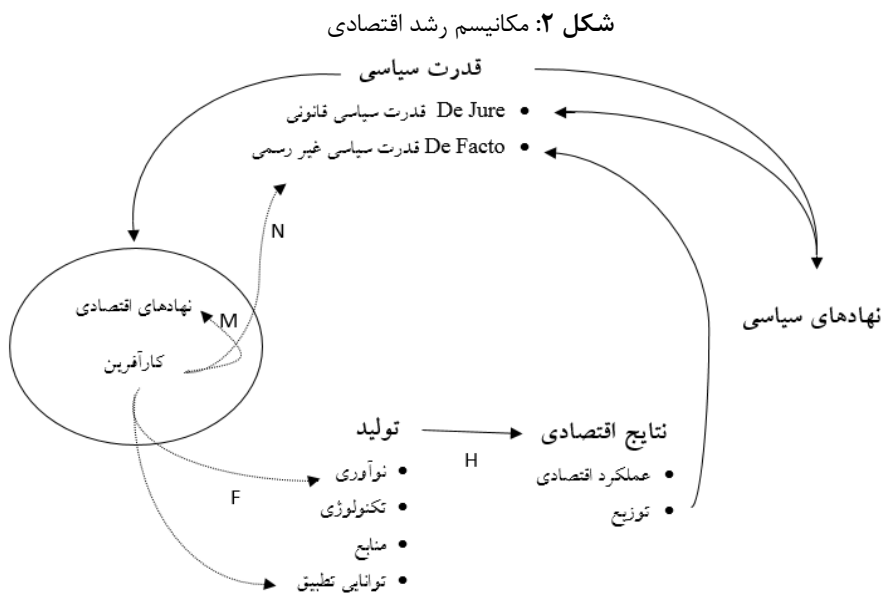 شکل ۲: مکانیسم رشد اقتصادی
قدرت سیاسی
• De Jure قدرت سیاسی قانونی
• De Facto قدرت سیاسی غیر رسمی
N
نهادهای اقتصادی
M
کارآفرین
نهادهای سیاسی
تولید
• نوآوری
• تکنولوژی
• منابع
• توانایی تطبیق
F
H
نتایج اقتصادی
• عملکرد اقتصادی
• توزیع